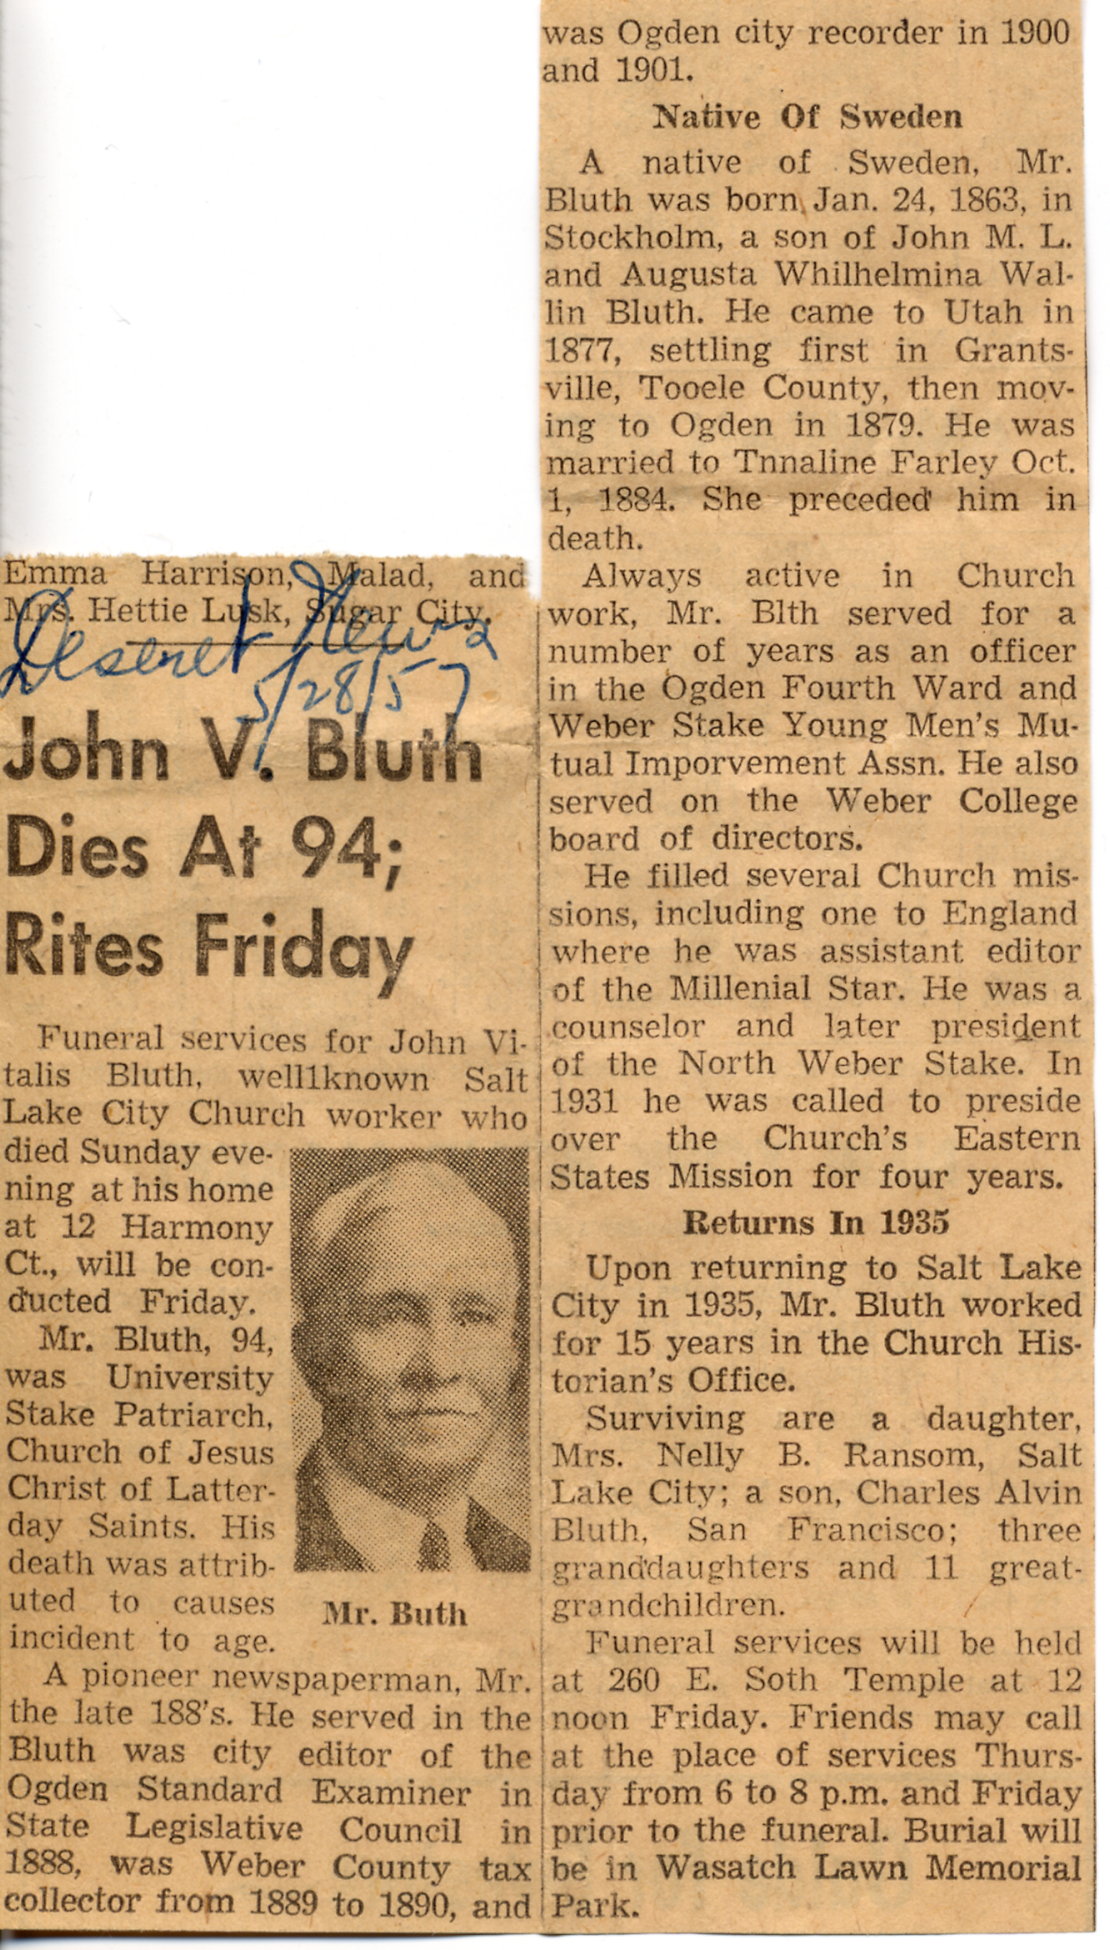 Emma Harrison, Malad, and
Mrs. Hettie Lusk, Sugar City.
Deseret News
5/28/57
John V. Bluth
Dies At 94;
Rites Friday
Funeral services for John Vi-
talis Bluth, welllknown Salt
Lake City Church worker who
died Sunday eve-
ning at his home
at 12 Harmony
Ct., will be con-
ducted Friday.
Mr. Bluth, 94,
was University
Stake Patriarch,
Church of Jesus
Christ of Latter-
day Saints. His
death was attrib-
uted to causes
incident to age.
Mr. Buth
A pioneer newspaperman, Mr.
the late 188's. He served in the
Bluth was city editor of the
Ogden Standard Examiner in
State Legislative Council in
1888, was Weber County tax
collector from 1889 to 1890, and
was Ogden city recorder in 1900
and 1901.
Native Of Sweden
A native of Sweden, Mr.
Bluth was born Jan. 24, 1863, in
Stockholm, a son of John M. L.
and Augusta Whilhelmina Wal-
lin Bluth. He came to Utah in
1877, settling first in Grants-
ville, Tooele County, then mov-
ing to Ogden in 1879. He was
married to Tnnaline Farley Oct.
1, 1884. She preceded him in
death.
Always active in Church
work, Mr. Blth served for a
number of years as an officer
in the Ogden Fourth Ward and
Weber Stake Young Men's Mu-
tual Imporvement Assn. He also
served on the Weber College
board of directors.
He filled several Church mis-
sions, including one to England
where he was assistant editor
of the Millenial Star. He was a
counselor and later president
of the North Weber Stake. In
1931 he was called to preside
over the Church's Eastern
States Mission for four years.
Returns In 1935
Upon returning to Salt Lake
City in 1935, Mr. Bluth worked
for 15 years in the Church His-
torian's Office.
Surviving are a daughter,
Mrs. Nelly B. Ransom, Salt
Lake City; a son, Charles Alvin
Bluth, San Francisco; three
granddaughters and 11 great-
grandchildren.
Funeral services will be held
at 260 E. Soth Temple at 12
noon Friday. Friends may call
at the place of services Thurs-
day from 6 to 8 p.m. and Friday
prior to the funeral. Burial will
be in Wasatch Lawn Memorial
Park.